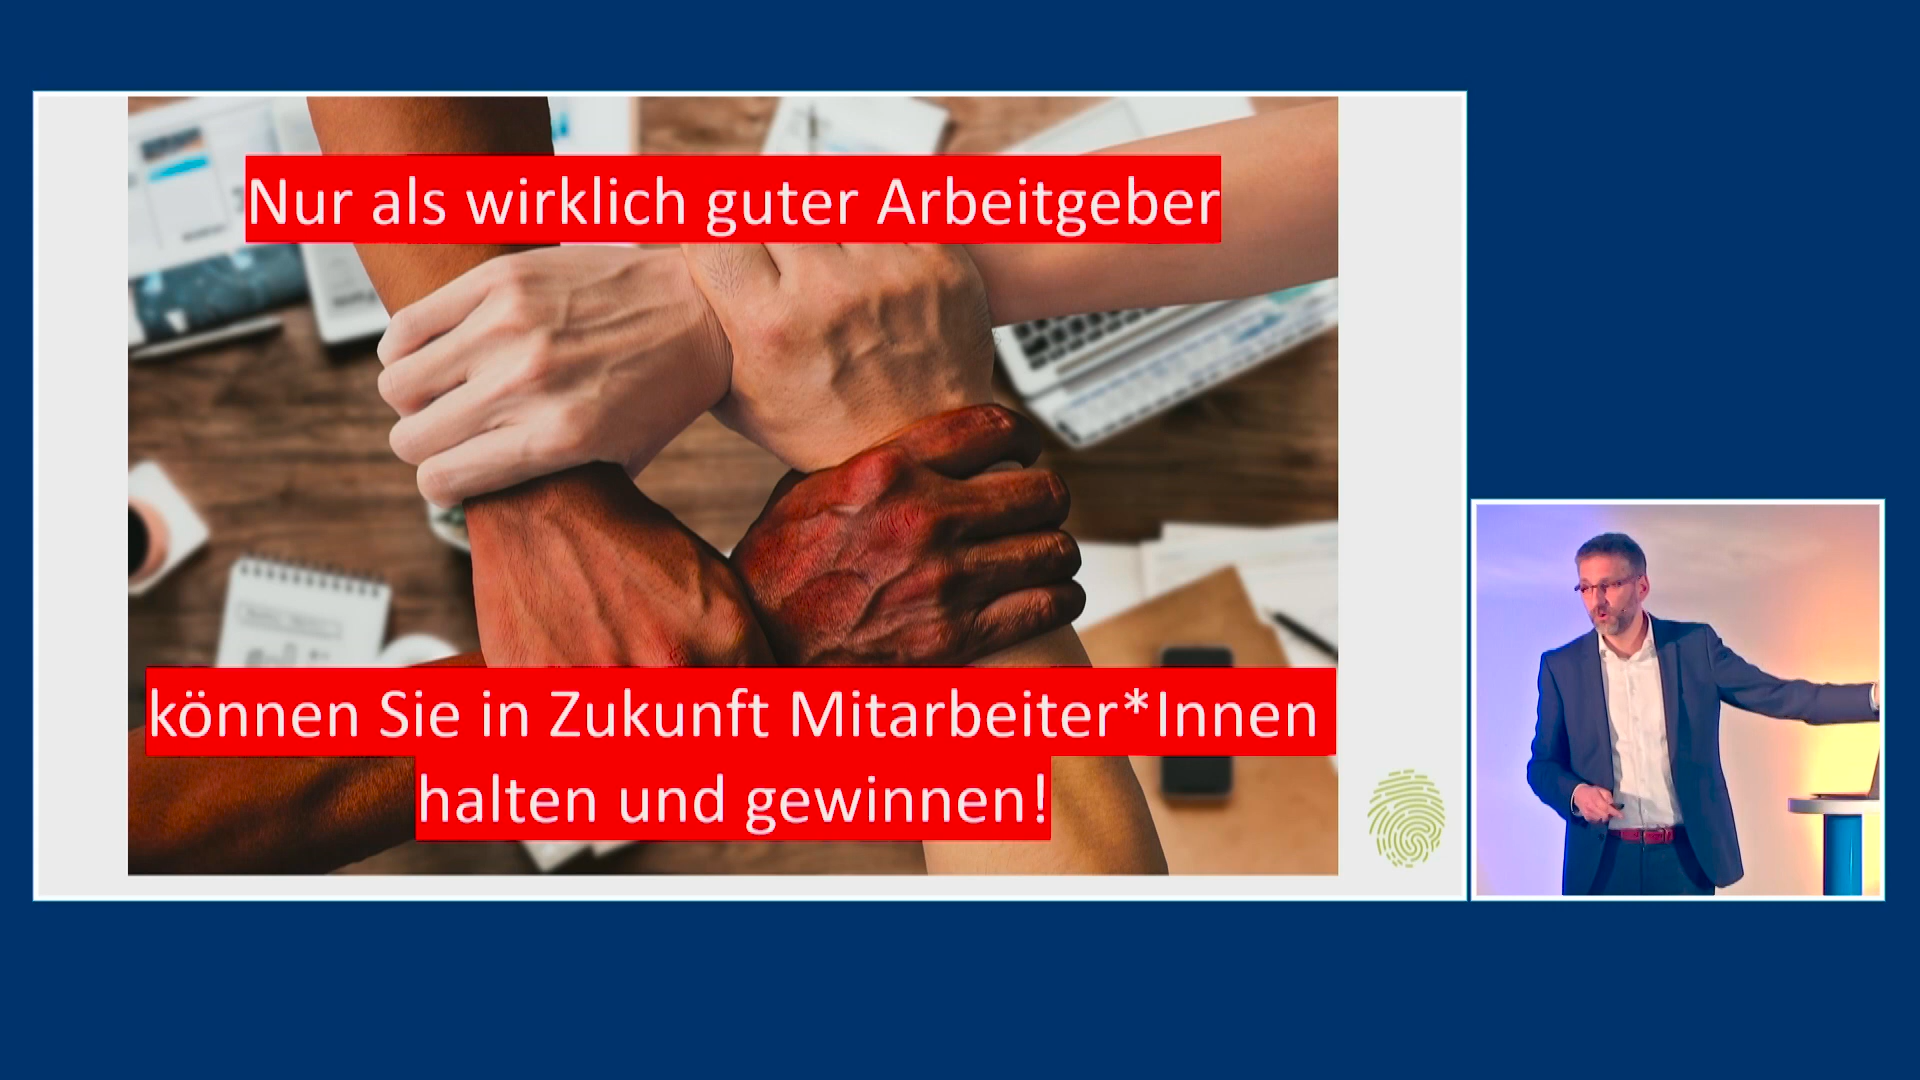 Nur als wirklich guter Arbeitgeber
können Sie in Zukunft Mitarbeiter*Innen
halten und gewinnen!